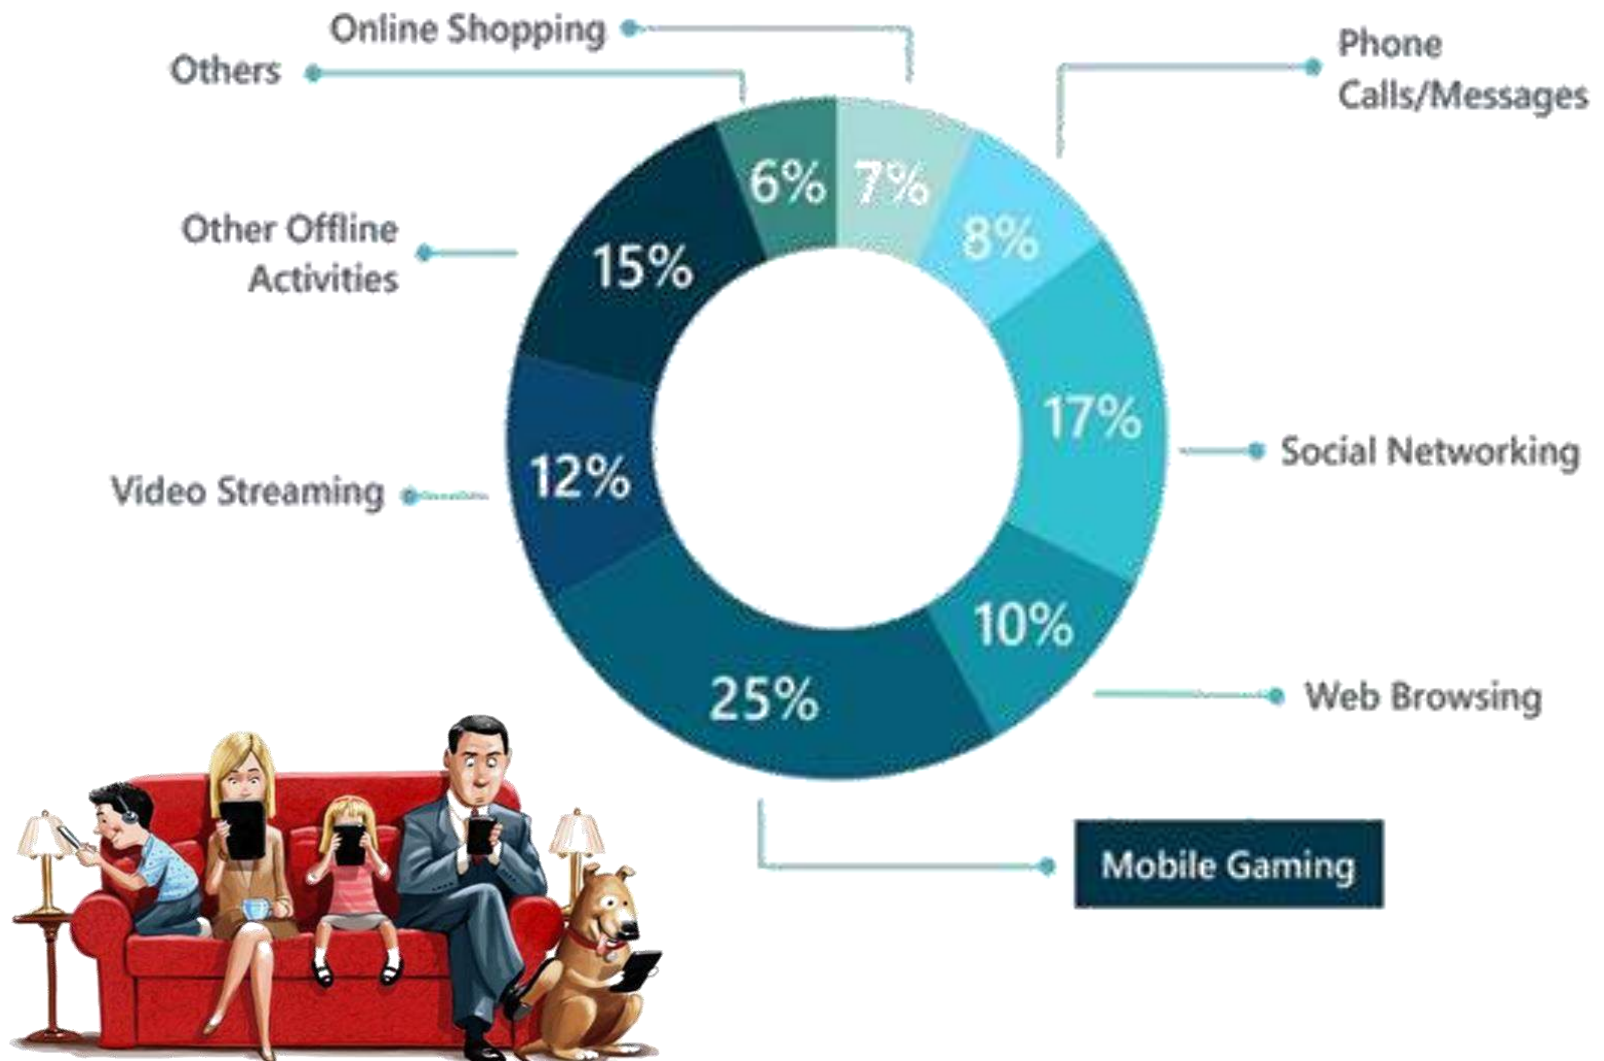 Online Shopping
Others
Phone
Calls/Messages
6%
7%
8%
Other Offline
Activities
15%
17%
Social Networking
Video Streaming
12%
10%
25%
Web Browsing
Mobile Gaming